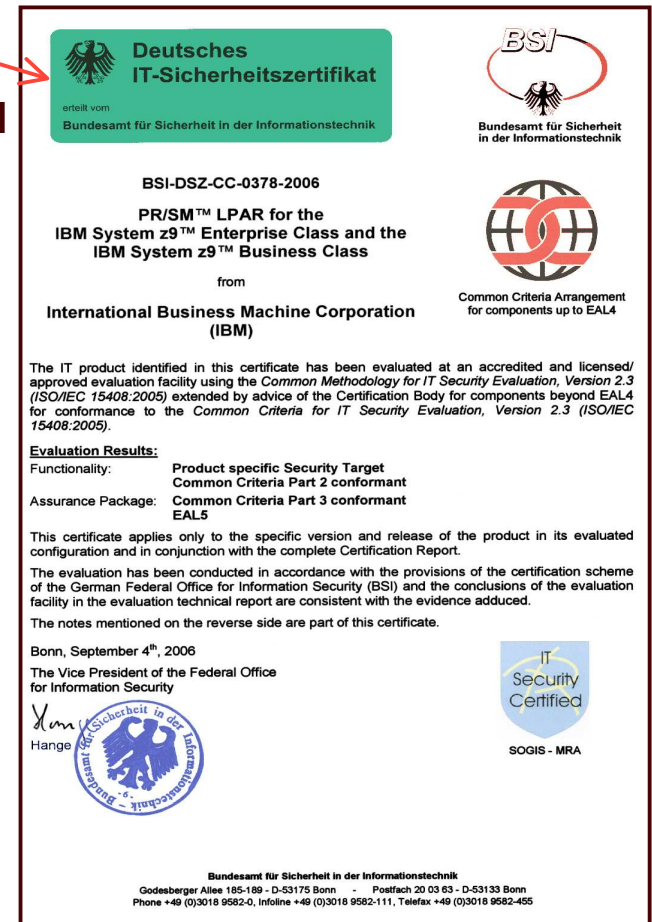 Deutsches
IT-Sicherheitszertifikat
erteilt vom
Bundesamt für Sicherheit in der Informationstechnik
BSI
Bundesamt für Sicherheit
in der Informationstechnik
BSI-DSZ-CC-0378-2006
PR/SM™ LPAR for the
IBM System z9™ Enterprise Class and the
IBM System z9™ Business Class
from
International Business Machine Corporation
(IBM)
Common Criteria Arrangement
for components up to EAL4
The IT product identified in this certificate has been evaluated at an accredited and licensed/
approved evaluation facility using the Common Methodology for IT Security Evaluation, Version 2.3
(ISO/IEC 15408:2005) extended by advice of the Certification Body for components beyond EAL4
for conformance to the Common Criteria for IT Security Evaluation, Version 2.3 (ISO/IEC
15408:2005).
Evaluation Results:
Functionality: Product specific Security Target
Common Criteria Part 2 conformant
Assurance Package: Common Criteria Part 3 conformant
EAL5
This certificate applies only to the specific version and release of the product in its evaluated
configuration and in conjunction with the complete Certification Report.
The evaluation has been conducted in accordance with the provisions of the certification scheme
of the German Federal Office for Information Security (BSI) and the conclusions of the evaluation
facility in the evaluation technical report are consistent with the evidence adduced.
The notes mentioned on the reverse side are part of this certificate.
Bonn, September 4th, 2006
The Vice President of the Federal Office
for Information Security
Hange
Bundesamt für Sicherheit in der Informationstechnik
-6-
IT
Security
Certified
SOGIS - MRA
Bundesamt für Sicherheit in der Informationstechnik
Godesberger Allee 185-189 - D-53175 Bonn - Postfach 20 03 63 - D-53133 Bonn
Phone +49 (0)3018 9582-0, Infoline +49 (0)3018 9582-111, Telefax +49 (0)3018 9582-455